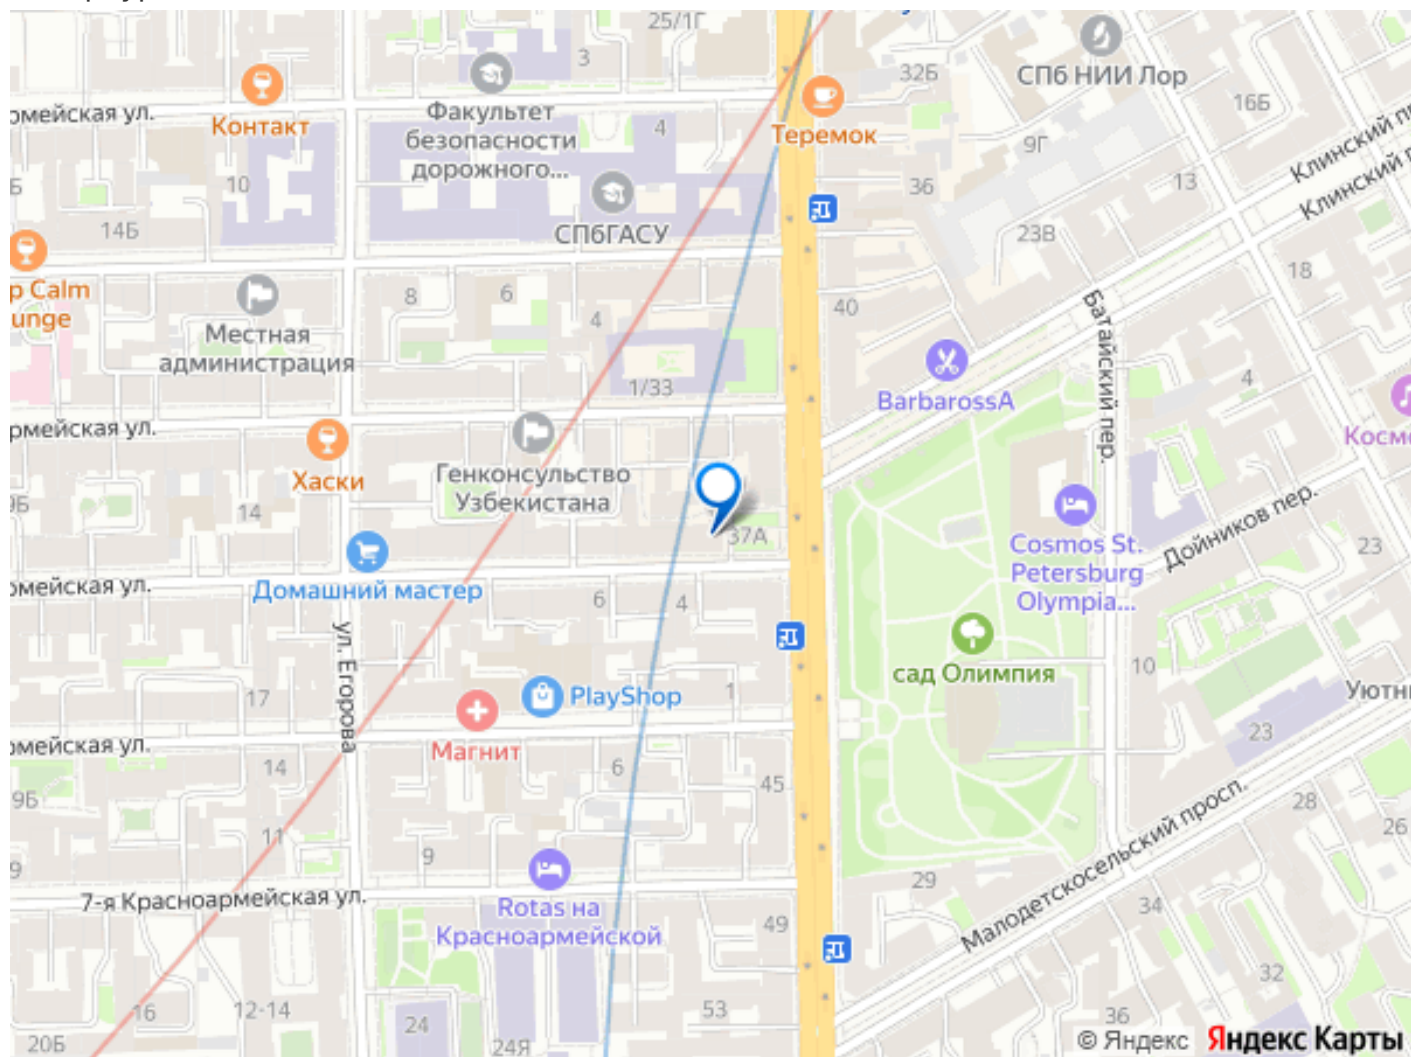 25/1Г
3
32Б
СПб НИИ Лор
16Б
омейская ул.
Контакт
Факультет
безопасности
дорожного...
4
Теремок
9Г
Клинский п
Клинский п
10
СПбГАСУ
36
13
14Б
23В
18
p Calm
unge
8
6
4
40
Местная
администрация
Батайский пер.
1/33
BarbarossA
4
рмейская ул.
Хаски
Генконсульство
Узбекистана
Косм
14
37А
Cosmos St.
Petersburg
Olympia...
Дойников пер.
23
омейская ул.
Домашний мастер
6
4
ул. Егорова
сад Олимпия
10
17
PlayShop
1
Уютн
омейская ул.
Магнит
23
14
6
45
9Б
28
26
11
9
9
Малодетскосельский просп.
29
7-я Красноармейская ул.
Rotas на
Красноармейской
49
34
32
16
12-14
53
24
36
20Б
24Я
© Яндекс Яндекс Карты